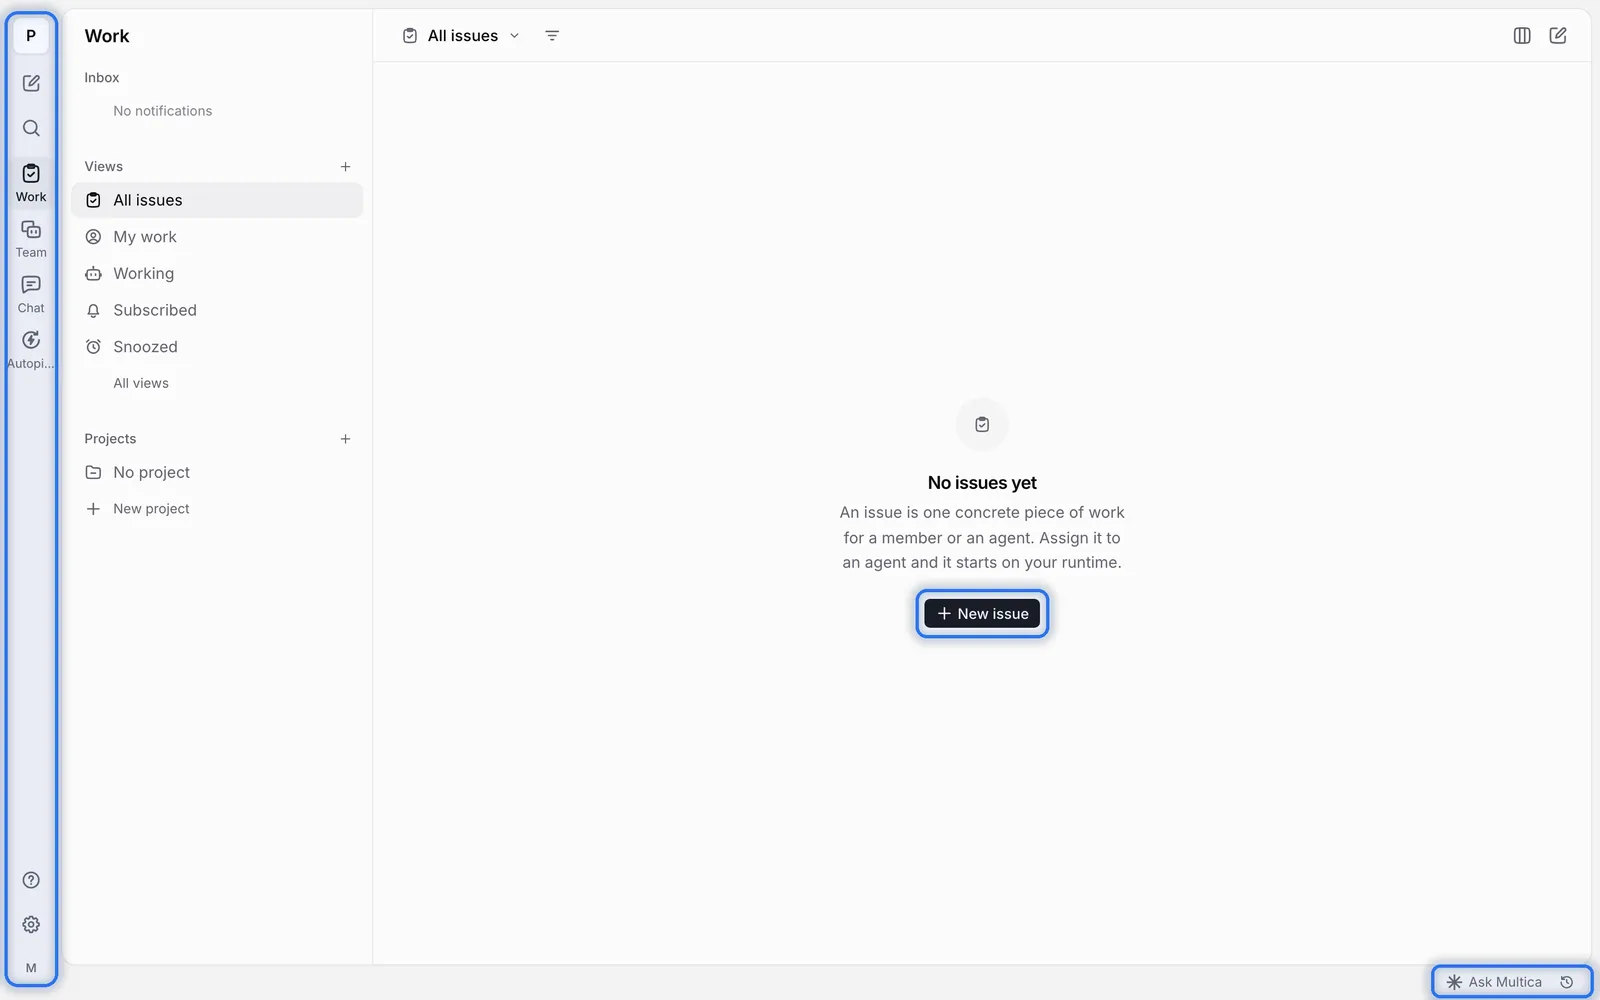 P
Work
Team
Chat
Autopi...
M
Work
Inbox
No notifications
Views
All issues
My work
Working
Subscribed
Snoozed
All views
Projects
No project
New project
All issues
No issues yet
An issue is one concrete piece of work
for a member or an agent. Assign it to
an agent and it starts on your runtime.
New issue
Ask Multica